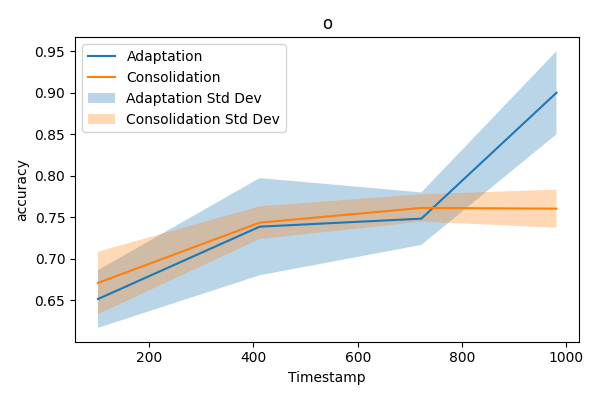 o
Adaptation
Consolidation
Adaptation Std Dev
Consolidation Std Dev
accuracy
0.95
0.90
0.85
0.80
0.75
0.70
0.65
200 400 600 800 1000
Timestamp